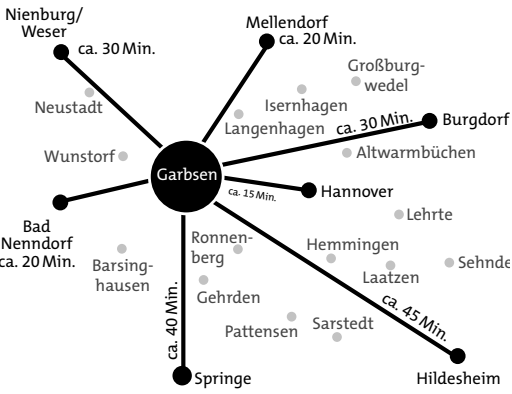 Nienburg/
Weser
ca. 30 Min.
Mellendorf
ca. 20 Min.
Großburg-
wedel
Neustadt
Isernhagen
Langenhagen
ca. 30 Min.
Burgdorf
Wunstorf
Altwarmbüchen
Garbsen
ca. 15 Min.
Hannover
Bad
Nenndorf
ca. 20 Min.
Lehrte
Ronnen-
berg
Hemmingen
Barsing-
hausen
Laatzen
Sehnde
Gehrden
ca. 40 Min.
ca. 45 Min.
Pattensen
Sarstedt
Springe
Hildesheim